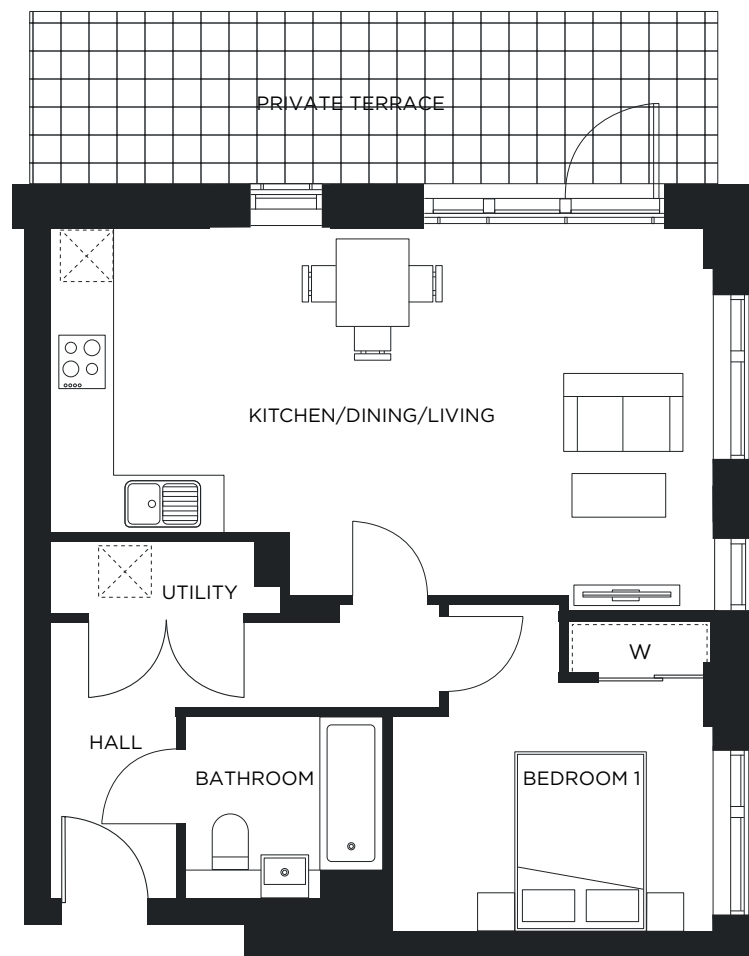 PRIVATE TERRACE
KITCHEN/DINING/LIVING
UTILITY
W
HALL
BATHROOM
BEDROOM 1